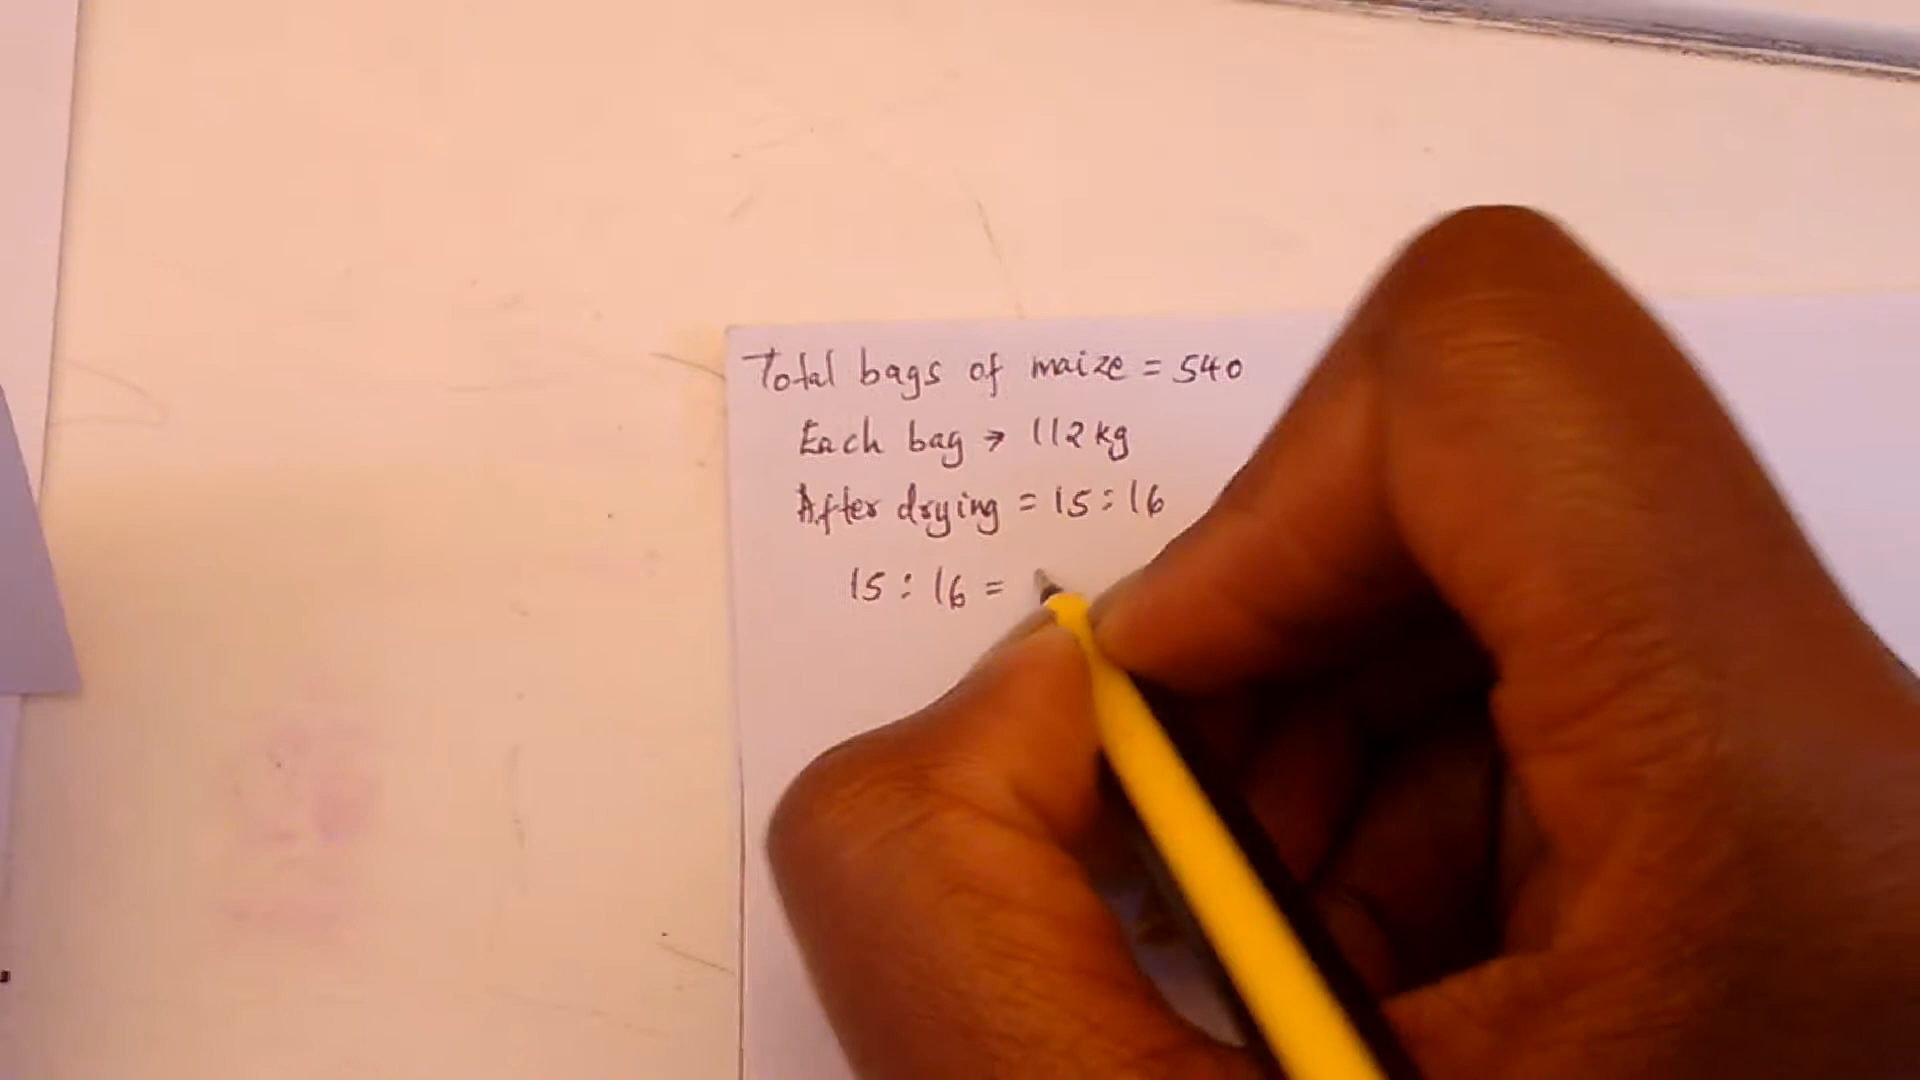 Total bags of maize = 540
Each bag → 112 kg
After drying = 15 : 16
15 : 16 =